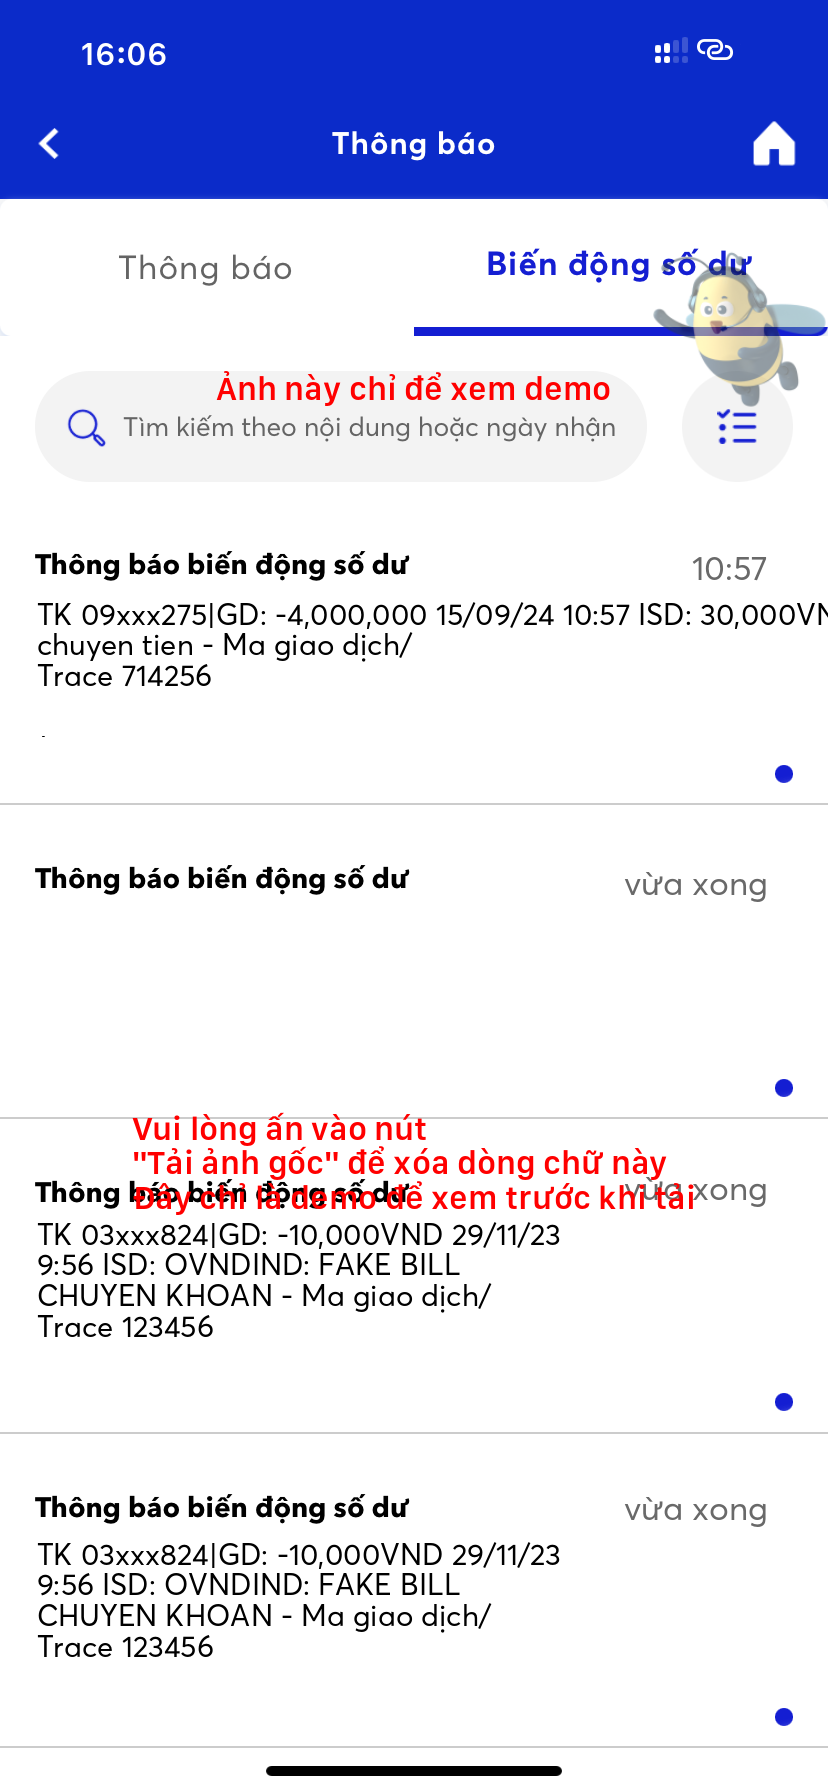 16:06
Thông báo
Thông báo
Biến động số dư
Ảnh này chỉ để xem demo
Tìm kiếm theo nội dung hoặc ngày nhận
Thông báo biến động số dư
10:57
TK 09xxx275|GD: -4,000,000 15/09/24 10:57 ISD: 30,000VN
chuyen tien - Ma giao dịch/
Trace 714256
Thông báo biến động số dư
vừa xong
Vui lòng ấn vào nút
"Tải ảnh gốc" để xóa dòng chữ này
Đây chỉ là demo để xem trước khi tải
Thông báo biến động số dư
vừa xong
TK 03xxx824|GD: -10,000VND 29/11/23
9:56 ISD: OVNDIND: FAKE BILL
CHUYEN KHOAN - Ma giao dịch/
Trace 123456
Thông báo biến động số dư
vừa xong
TK 03xxx824|GD: -10,000VND 29/11/23
9:56 ISD: OVNDIND: FAKE BILL
CHUYEN KHOAN - Ma giao dịch/
Trace 123456